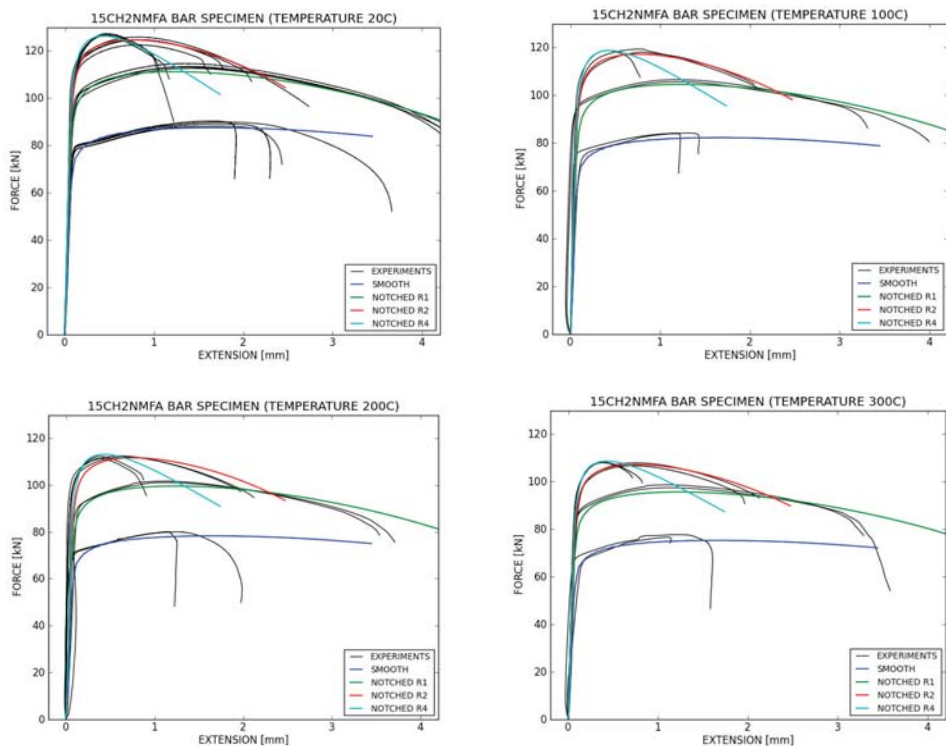 15CH2NMFA BAR SPECIMEN (TEMPERATURE 20C)
FORCE [kN]
120
100
80
60
40
20
0
0 1 2 3 4
EXTENSION [mm]
EXPERIMENTS
SMOOTH
NOTCHED R1
NOTCHED R2
NOTCHED R4
15CH2NMFA BAR SPECIMEN (TEMPERATURE 100C)
FORCE [kN]
120
100
80
60
40
20
0
0 1 2 3 4
EXTENSION [mm]
EXPERIMENTS
SMOOTH
NOTCHED R1
NOTCHED R2
NOTCHED R4
15CH2NMFA BAR SPECIMEN (TEMPERATURE 200C)
FORCE [kN]
120
100
80
60
40
20
0
0 1 2 3 4
EXTENSION [mm]
EXPERIMENTS
SMOOTH
NOTCHED R1
NOTCHED R2
NOTCHED R4
15CH2NMFA BAR SPECIMEN (TEMPERATURE 300C)
FORCE [kN]
120
100
80
60
40
20
0
0 1 2 3 4
EXTENSION [mm]
EXPERIMENTS
SMOOTH
NOTCHED R1
NOTCHED R2
NOTCHED R4